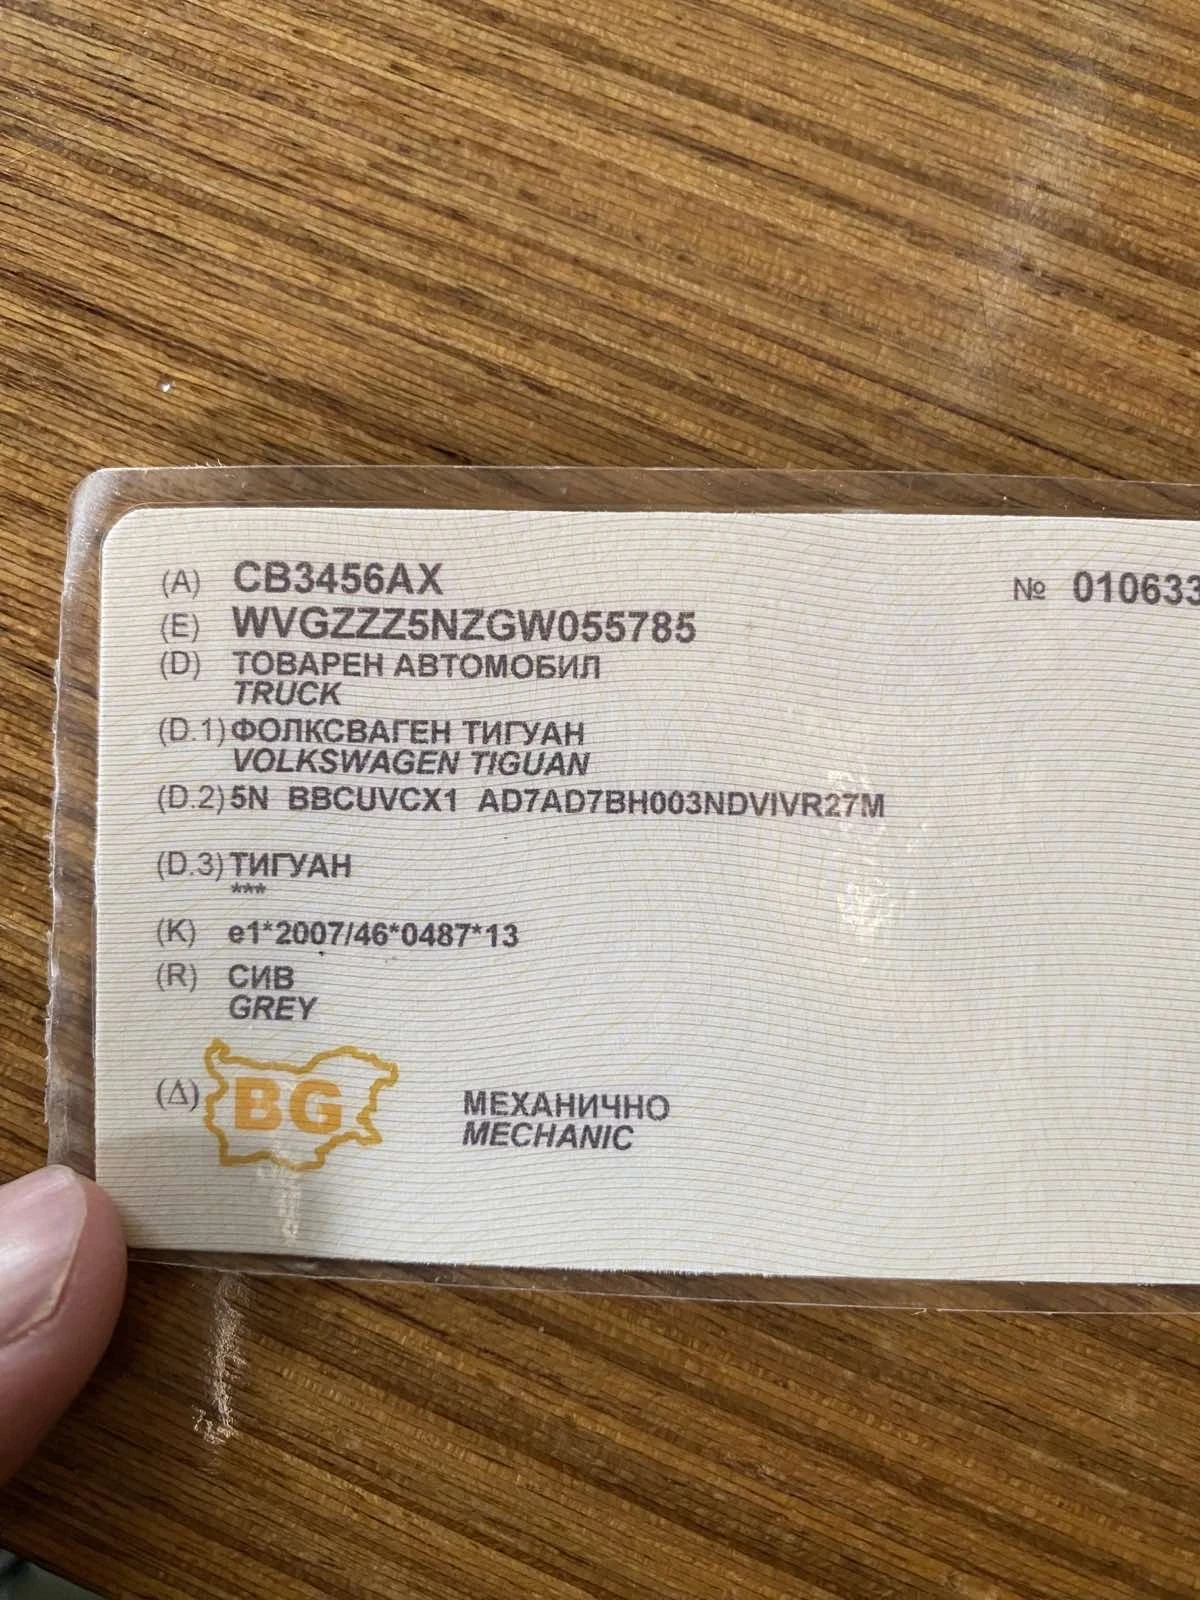 (A) CB3456AX № 010633
(E) WVGZZZ5NZGW055785
(D) ТОВАРЕН АВТОМОБИЛ
TRUCK
(D.1) ФОЛКСВАГЕН ТИГУАН
VOLKSWAGEN TIGUAN
(D.2) 5N BBCUVCX1 AD7AD7BH003NDVIVR27M
(D.3) ТИГУАН
***
(K) e1*2007/46*0487*13
(R) СИВ
GREY
(Δ) BG МЕХАНИЧНО
MECHANIC